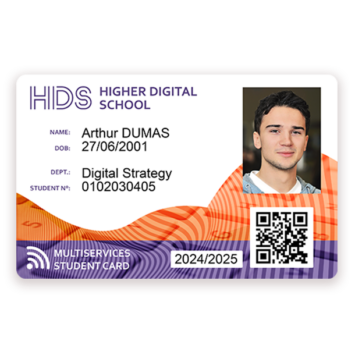 HDS HIGHER DIGITAL
SCHOOL
NAME: Arthur DUMAS
DOB: 27/06/2001
DEPT.: Digital Strategy
STUDENT Nº: 0102030405
MULTISERVICES
STUDENT CARD
2024/2025